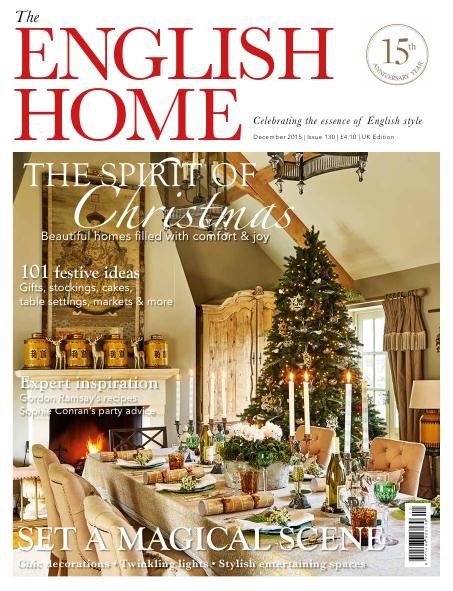 The
ENGLISH
HOME
15th
ANNIVERSARY YEAR
Celebrating the essence of English style
December 2015 | Issue 130 | £4.10 | UK Edition
THE SPIRIT OF
Christmas
Beautiful homes filled with comfort & joy
101 festive ideas
Gifts, stockings, cakes,
table settings, markets & more
Expert inspiration
Gordon Ramsay's recipes
Sophie Conran's party advice
SET A MAGICAL SCENE
Chic decorations • Twinkling lights • Stylish entertaining spaces